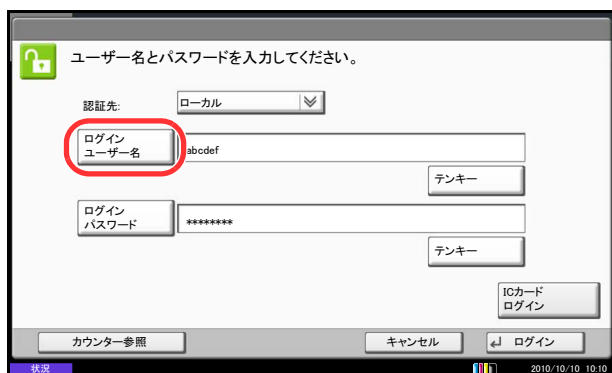 ユーザー名とパスワードを入力してください。
認証先:
ローカル
ログイン
ユーザー名
abcdef
テンキー
ログイン
パスワード
********
テンキー
ICカード
ログイン
カウンター参照
キャンセル
ログイン
状況
2010/10/10 10:10